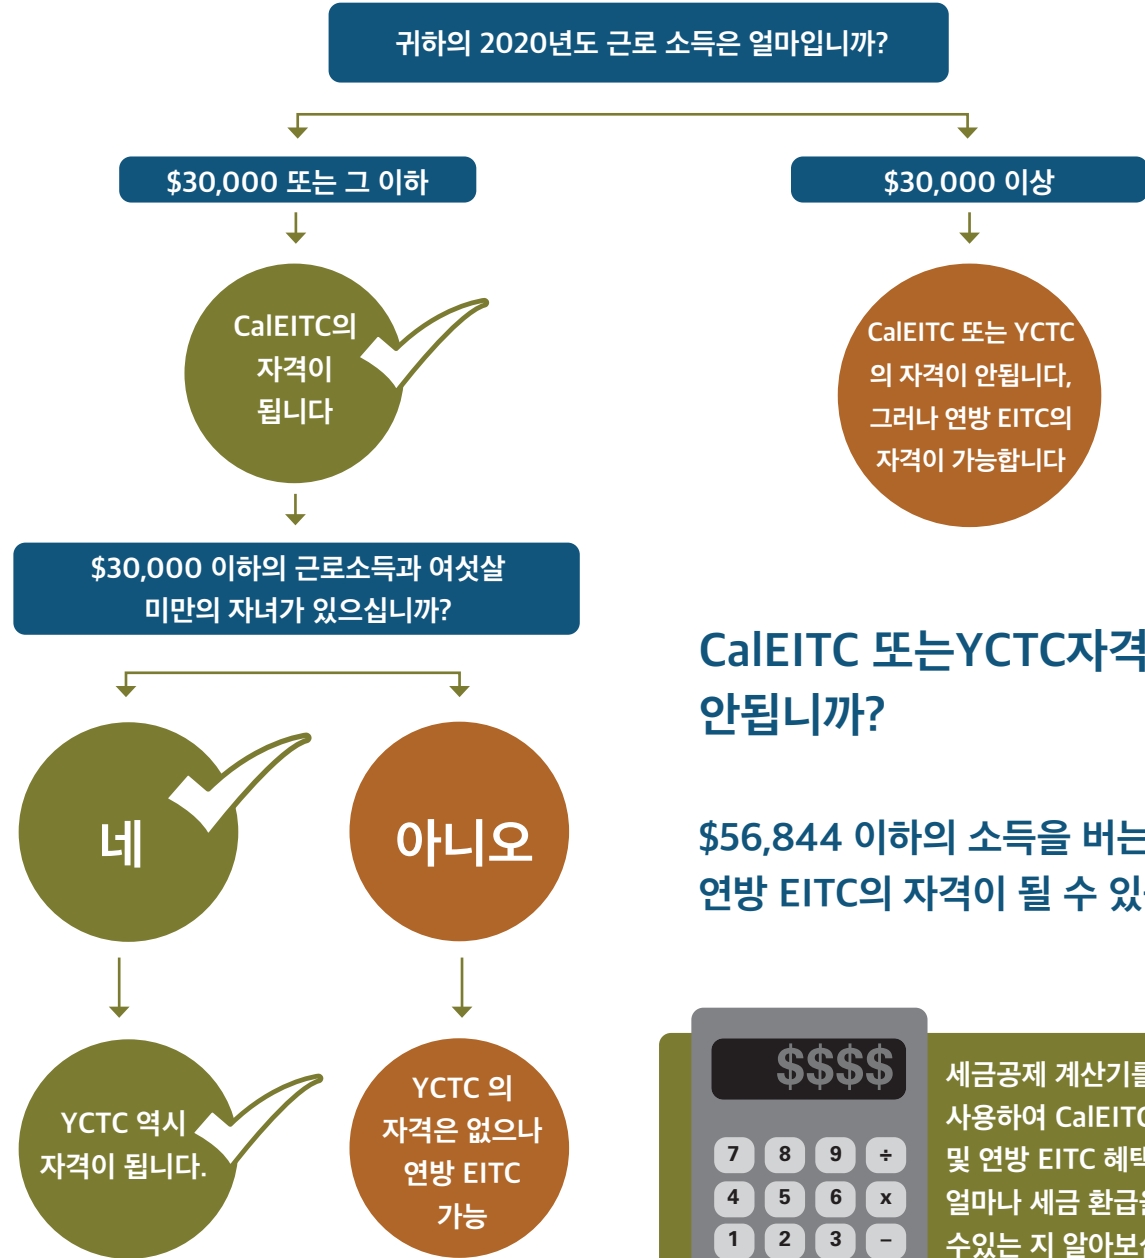 귀하의 2020년도 근로 소득은 얼마입니까?
$30,000 또는 그 이하
$30,000 이상
CalEITC의
자격이
됩니다
CalEITC 또는 YCTC
의 자격이 안됩니다,
그러나 연방 EITC의
자격이 가능합니다
$30,000 이하의 근로소득과 여섯살
미만의 자녀가 있으십니까?
네
아니오
YCTC 역시
자격이 됩니다.
YCTC 의
자격은 없으나
연방 EITC
가능
CalEITC 또는YCTC자격
안됩니까?
$56,844 이하의 소득을 버는
연방 EITC의 자격이 될 수
$$$$
7 8 9 ÷
4 5 6 x
1 2 3 –
세금공제 계산기를
사용하여 CalEITC
및 연방 EITC 혜택
얼마나 세금 환급을
수있는 지